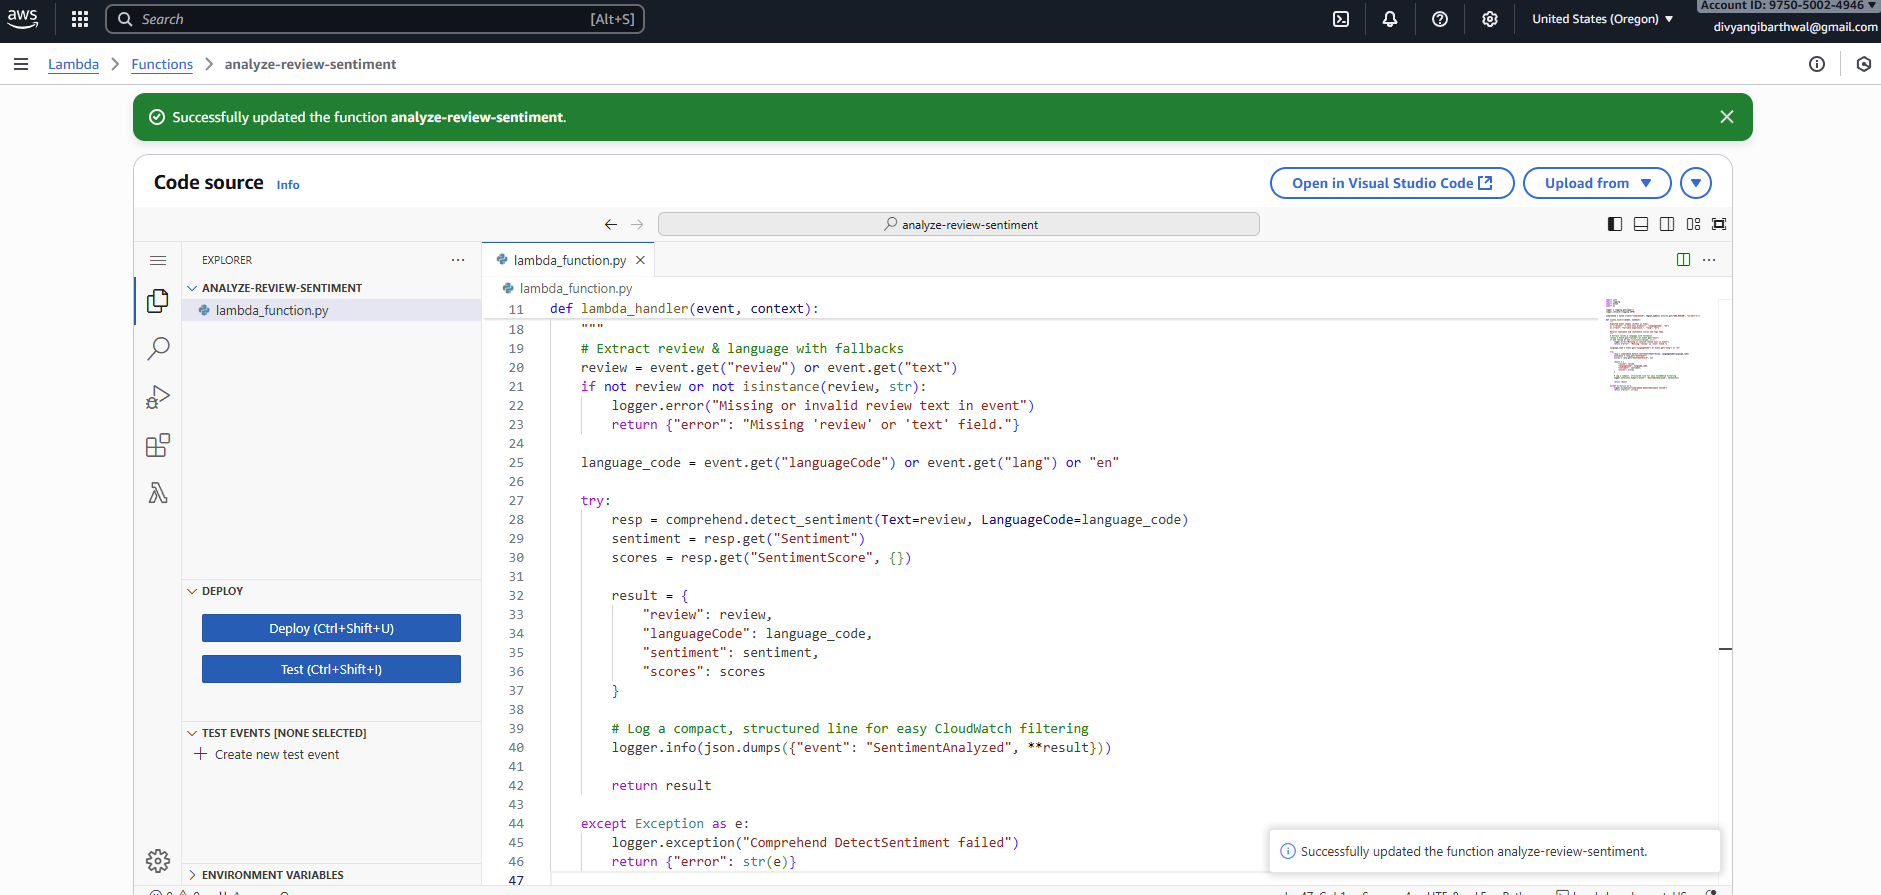 aws
Search [Alt+S]
United States (Oregon)
Account ID: 9750-5002-4946
divyangibarthwal@gmail.com
Lambda > Functions > analyze-review-sentiment
Successfully updated the function analyze-review-sentiment.
Code source Info
Open in Visual Studio Code
Upload from
analyze-review-sentiment
EXPLORER
ANALYZE-REVIEW-SENTIMENT
lambda_function.py
DEPLOY
Deploy (Ctrl+Shift+U)
Test (Ctrl+Shift+I)
TEST EVENTS [NONE SELECTED]
+ Create new test event
ENVIRONMENT VARIABLES
lambda_function.py
lambda_function.py
11 def lambda_handler(event, context):
18 """
19 # Extract review & language with fallbacks
20 review = event.get("review") or event.get("text")
21 if not review or not isinstance(review, str):
22 logger.error("Missing or invalid review text in event")
23 return {"error": "Missing 'review' or 'text' field."}
24
25 language_code = event.get("languageCode") or event.get("lang") or "en"
26
27 try:
28 resp = comprehend.detect_sentiment(Text=review, LanguageCode=language_code)
29 sentiment = resp.get("Sentiment")
30 scores = resp.get("SentimentScore", {})
31
32 result = {
33 "review": review,
34 "languageCode": language_code,
35 "sentiment": sentiment,
36 "scores": scores
37 }
38
39 # Log a compact, structured line for easy CloudWatch filtering
40 logger.info(json.dumps({"event": "SentimentAnalyzed", **result}))
41
42 return result
43
44 except Exception as e:
45 logger.exception("Comprehend DetectSentiment failed")
46 return {"error": str(e)}
47
Successfully updated the function analyze-review-sentiment.